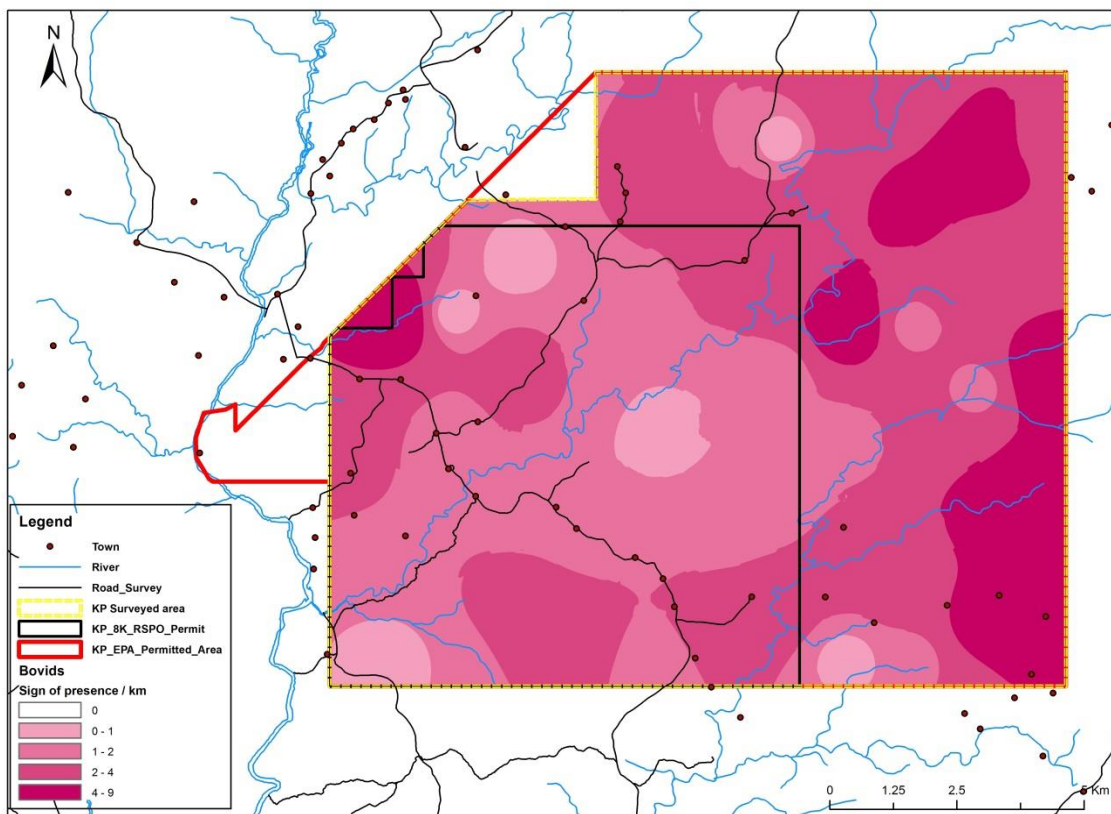 N
Legend
Town
River
Road_Survey
KP Surveyed area
KP_8K_RSPO_Permit
KP_EPA_Permitted_Area
Bovids
Sign of presence / km
0
0 - 1
1 - 2
2 - 4
4 - 9
0 1.25 2.5 5 Km